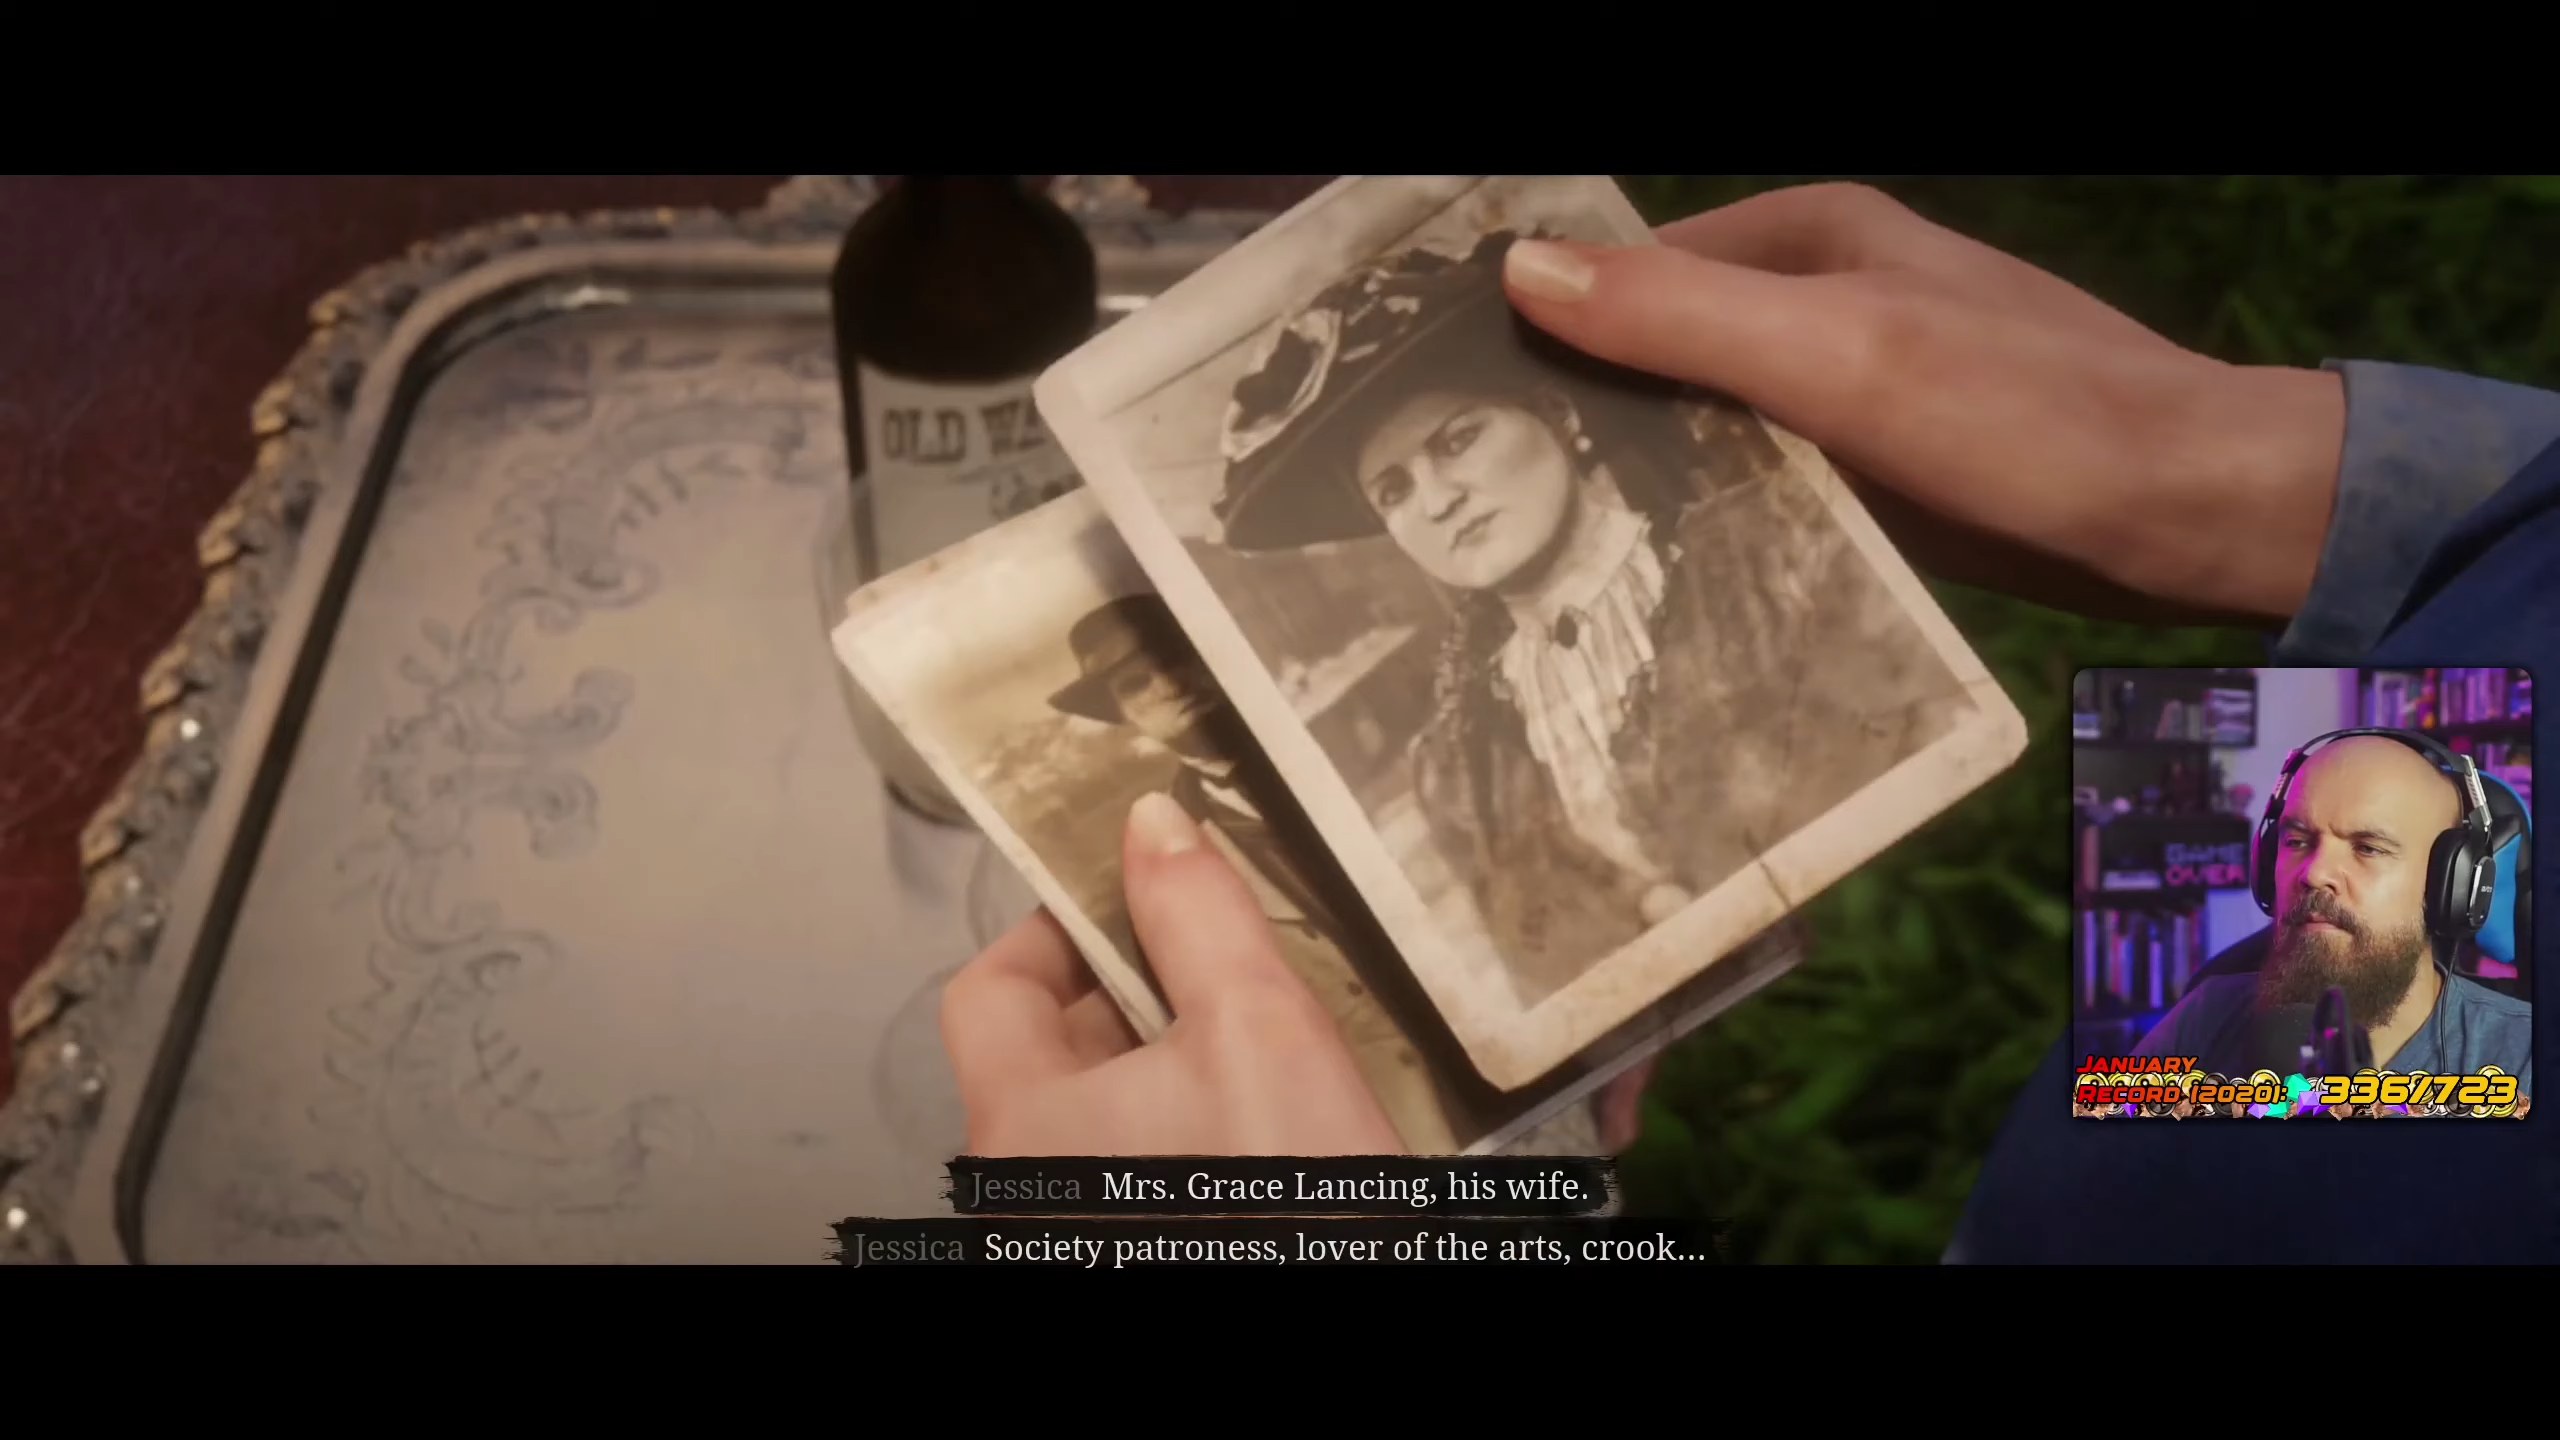 OLD
GAME
OVER
JANUARY
RECORD (2020): 336/723
Jessica Mrs. Grace Lancing, his wife.
Jessica Society patroness, lover of the arts, crook...